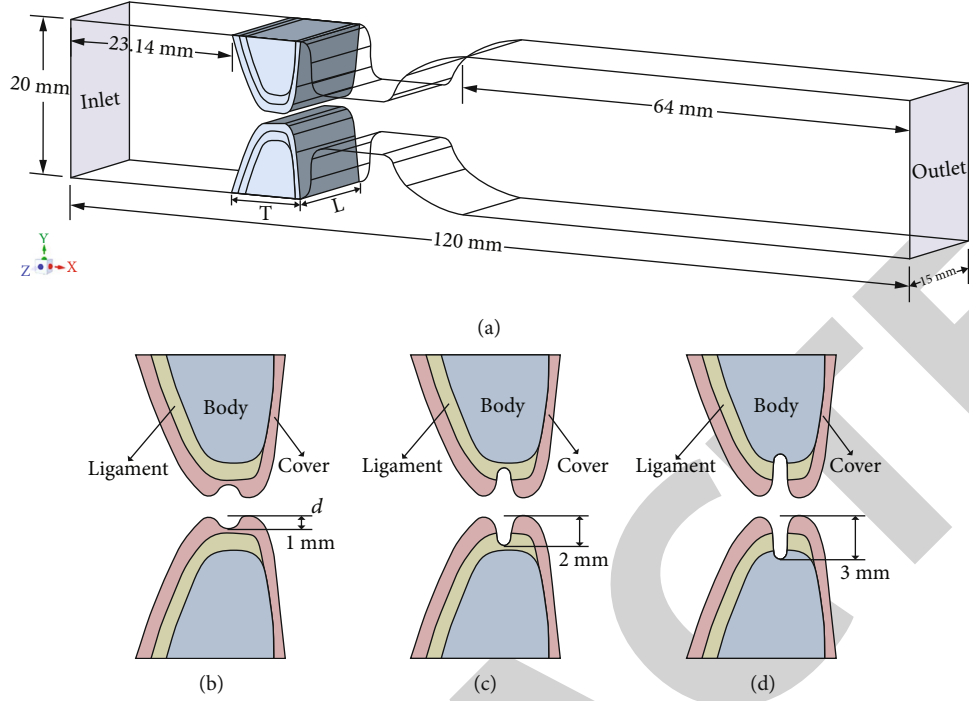 23.14 mm
20 mm
Inlet
64 mm
Outlet
T
L
120 mm
15 mm
Y
Z
X
(a)
Body
Ligament
Cover
d
1 mm
(b)
Body
Ligament
Cover
2 mm
(c)
Body
Ligament
Cover
3 mm
(d)